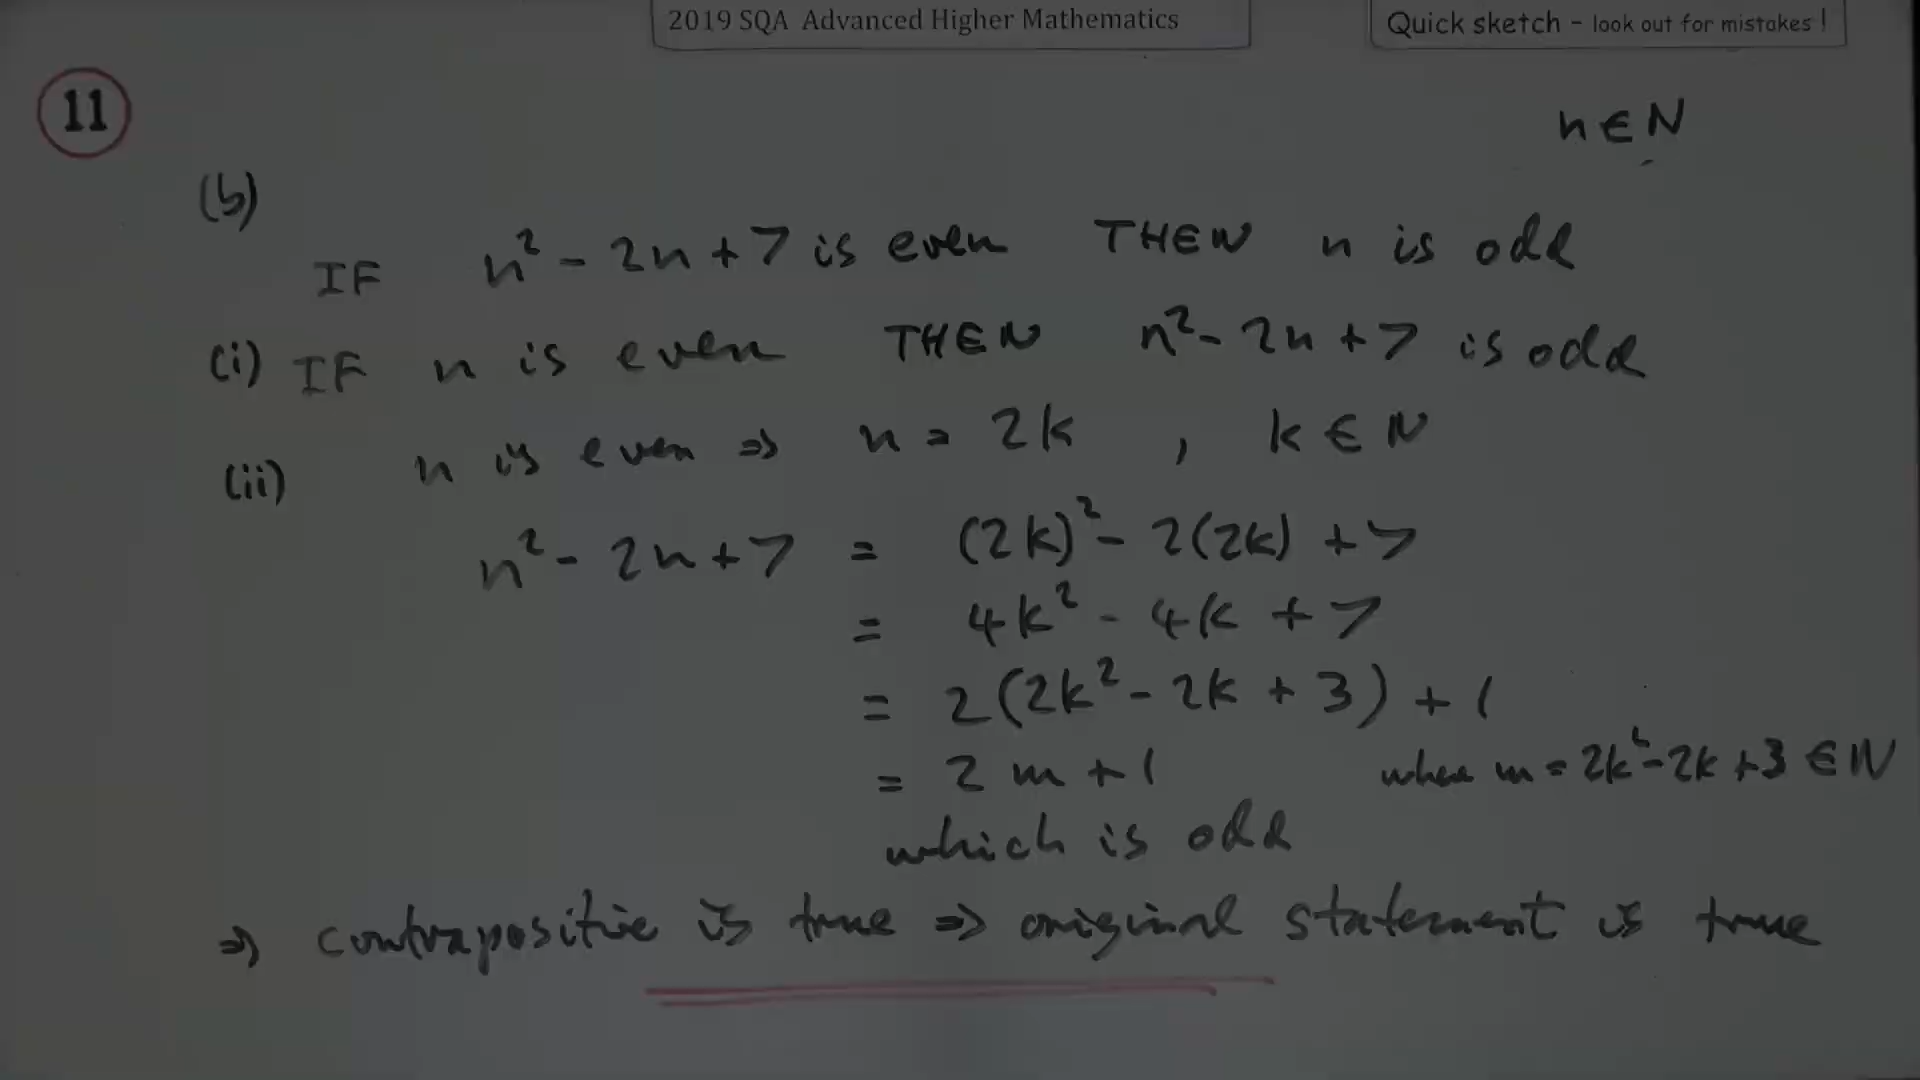 2019 SQA Advanced Higher Mathematics
Quick sketch - look out for mistakes !
11
n ∈ N
(b)
IF n² - 2n + 7 is even THEN n is odd
(i) IF n is even THEN n² - 2n + 7 is odd
(ii) n is even ⇒ n = 2k , k ∈ N
n² - 2n + 7 = (2k)² - 2(2k) + 7
= 4k² - 4k + 7
= 2(2k² - 2k + 3) + 1
= 2m + 1 where m = 2k² - 2k + 3 ∈ N
which is odd
⇒ contrapositive is true ⇒ original statement is true